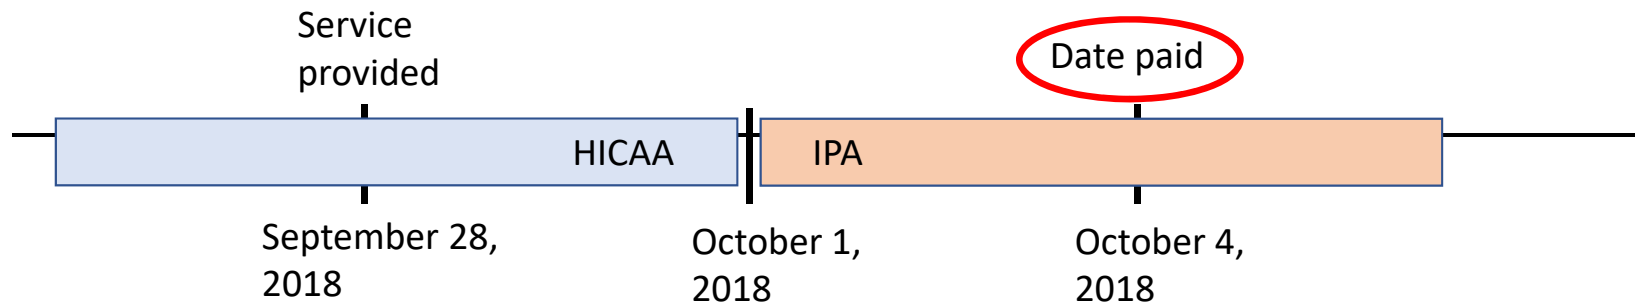 Service
provided
Date paid
HICAA
IPA
September 28,
2018
October 1,
2018
October 4,
2018